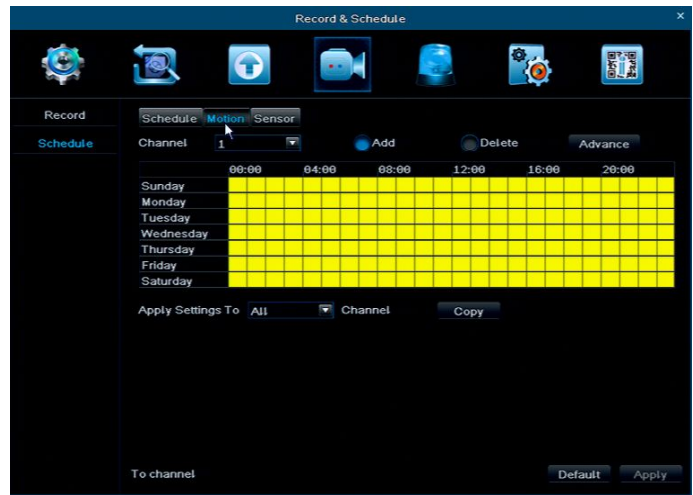 Record & Schedule x
Record
Schedule Motion Sensor
Schedule
Channel 1 Add Delete Advance
00:00 04:00 08:00 12:00 16:00 20:00
Sunday
Monday
Tuesday
Wednesday
Thursday
Friday
Saturday
Apply Settings To All Channel Copy
To channel Default Apply